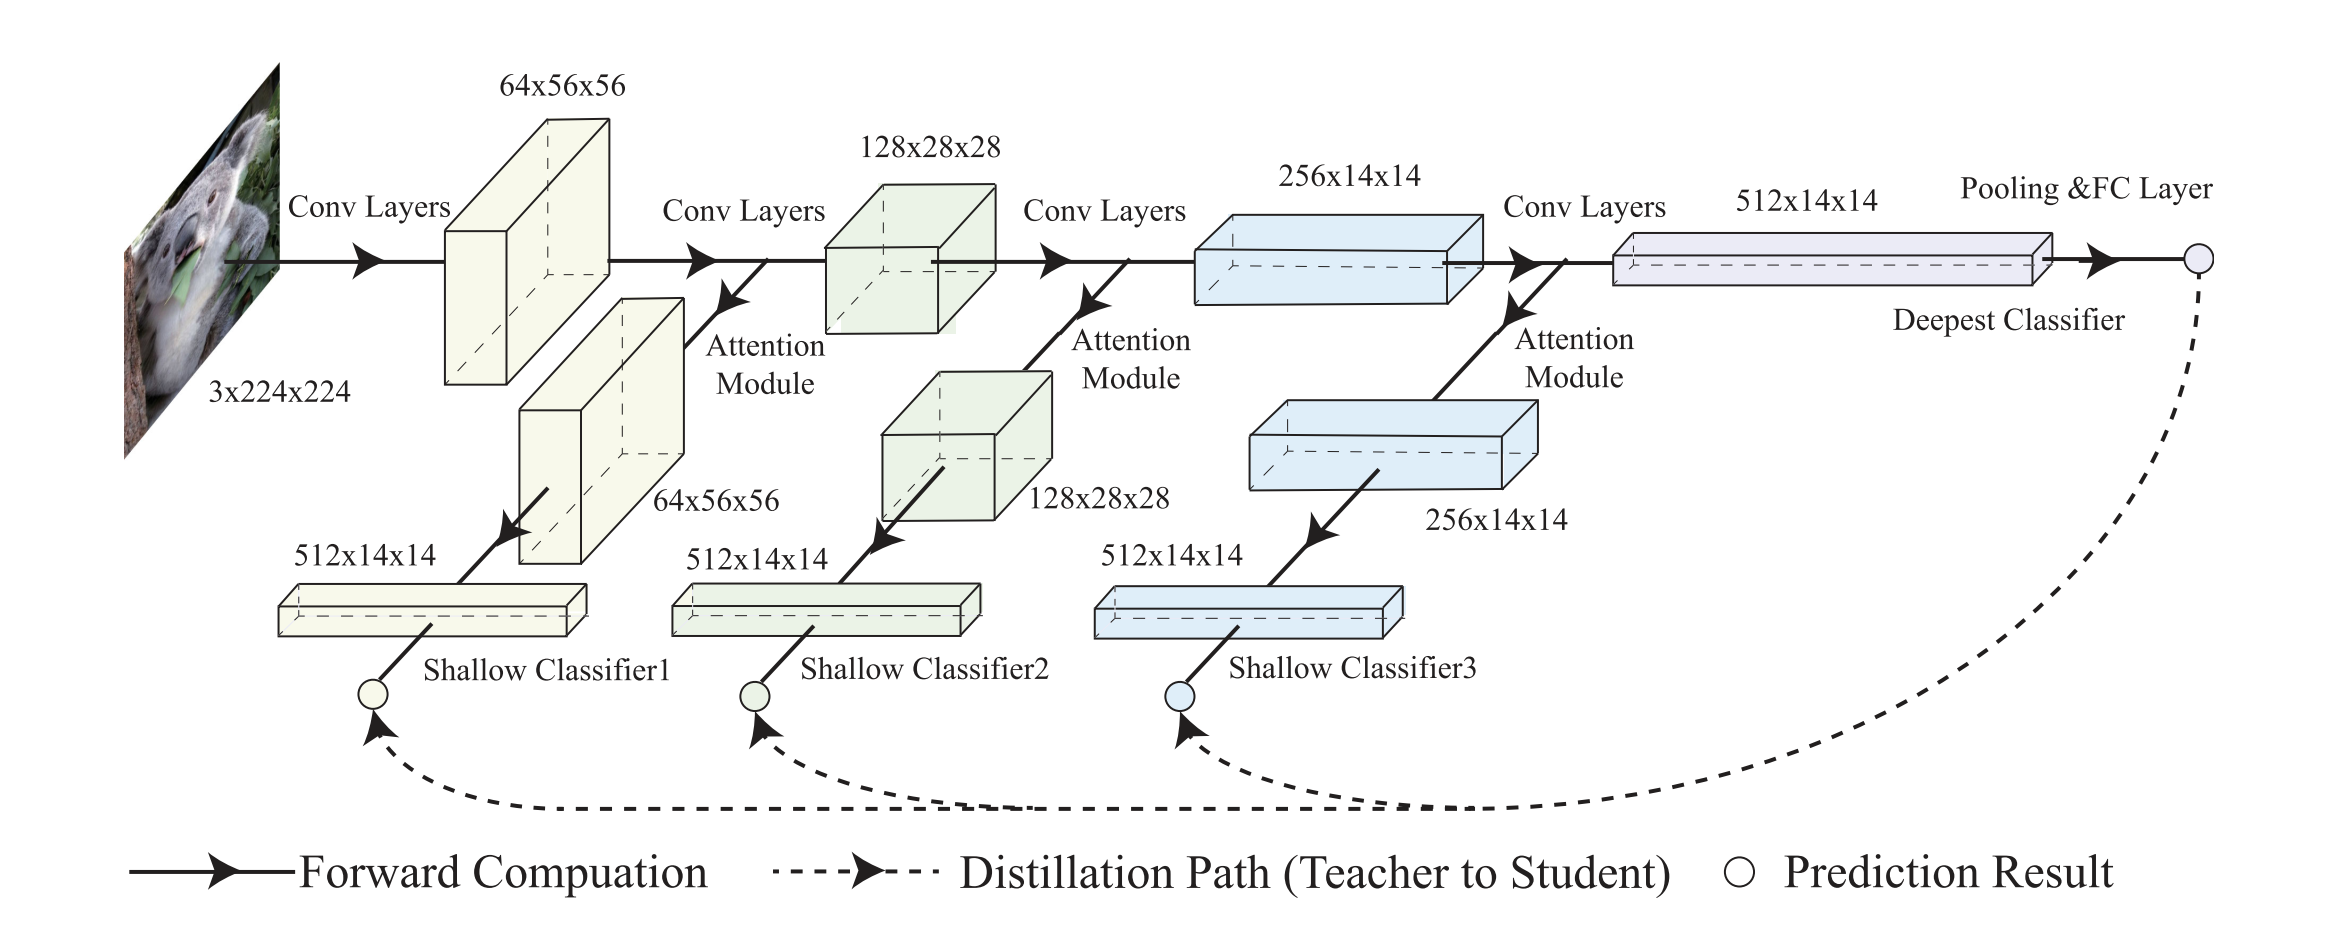 64x56x56
128x28x28
256x14x14
Conv Layers
Conv Layers
Conv Layers
Conv Layers
512x14x14
Pooling &FC Layer
Deepest Classifier
3x224x224
Attention
Module
Attention
Module
Attention
Module
64x56x56
128x28x28
256x14x14
512x14x14
512x14x14
512x14x14
Shallow Classifier1
Shallow Classifier2
Shallow Classifier3
Forward Compuation
Distillation Path (Teacher to Student)
Prediction Result